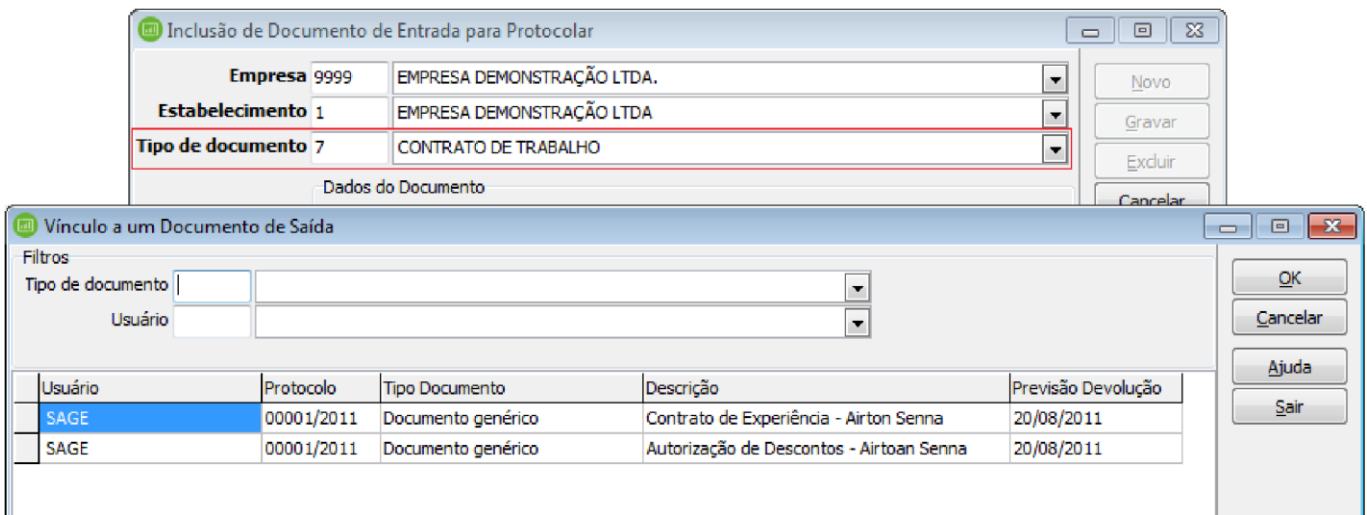 Inclusão de Documento de Entrada para Protocolar
Empresa 9999 EMPRESA DEMONSTRAÇÃO LTDA.
Estabelecimento 1 EMPRESA DEMONSTRAÇÃO LTDA
Tipo de documento 7 CONTRATO DE TRABALHO
Dados do Documento
Novo
Gravar
Excluir
Cancelar
Vínculo a um Documento de Saída
Filtros
Tipo de documento
Usuário
OK
Cancelar
Ajuda
Sair
Usuário Protocolo Tipo Documento Descrição Previsão Devolução
SAGE 00001/2011 Documento genérico Contrato de Experiência - Airton Senna 20/08/2011
SAGE 00001/2011 Documento genérico Autorização de Descontos - Airtoan Senna 20/08/2011